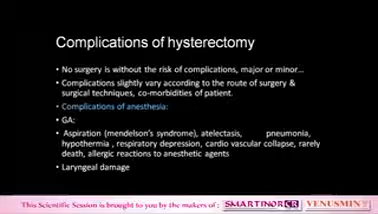 Complications of hysterectomy
• No surgery is without the risk of complications, major or minor…
• Complications slightly vary according to the route of surgery &
surgical techniques, co-morbidities of patient.
• Complications of anesthesia:
• GA:
• Aspiration (mendelson's syndrome), atelectasis, pneumonia,
hypothermia , respiratory depression, cardio vascular collapse, rarely
death, allergic reactions to anesthetic agents
• Laryngeal damage
This Scientific Session is brought to you by the makers of : SMARTINOR CR VENUSMIN